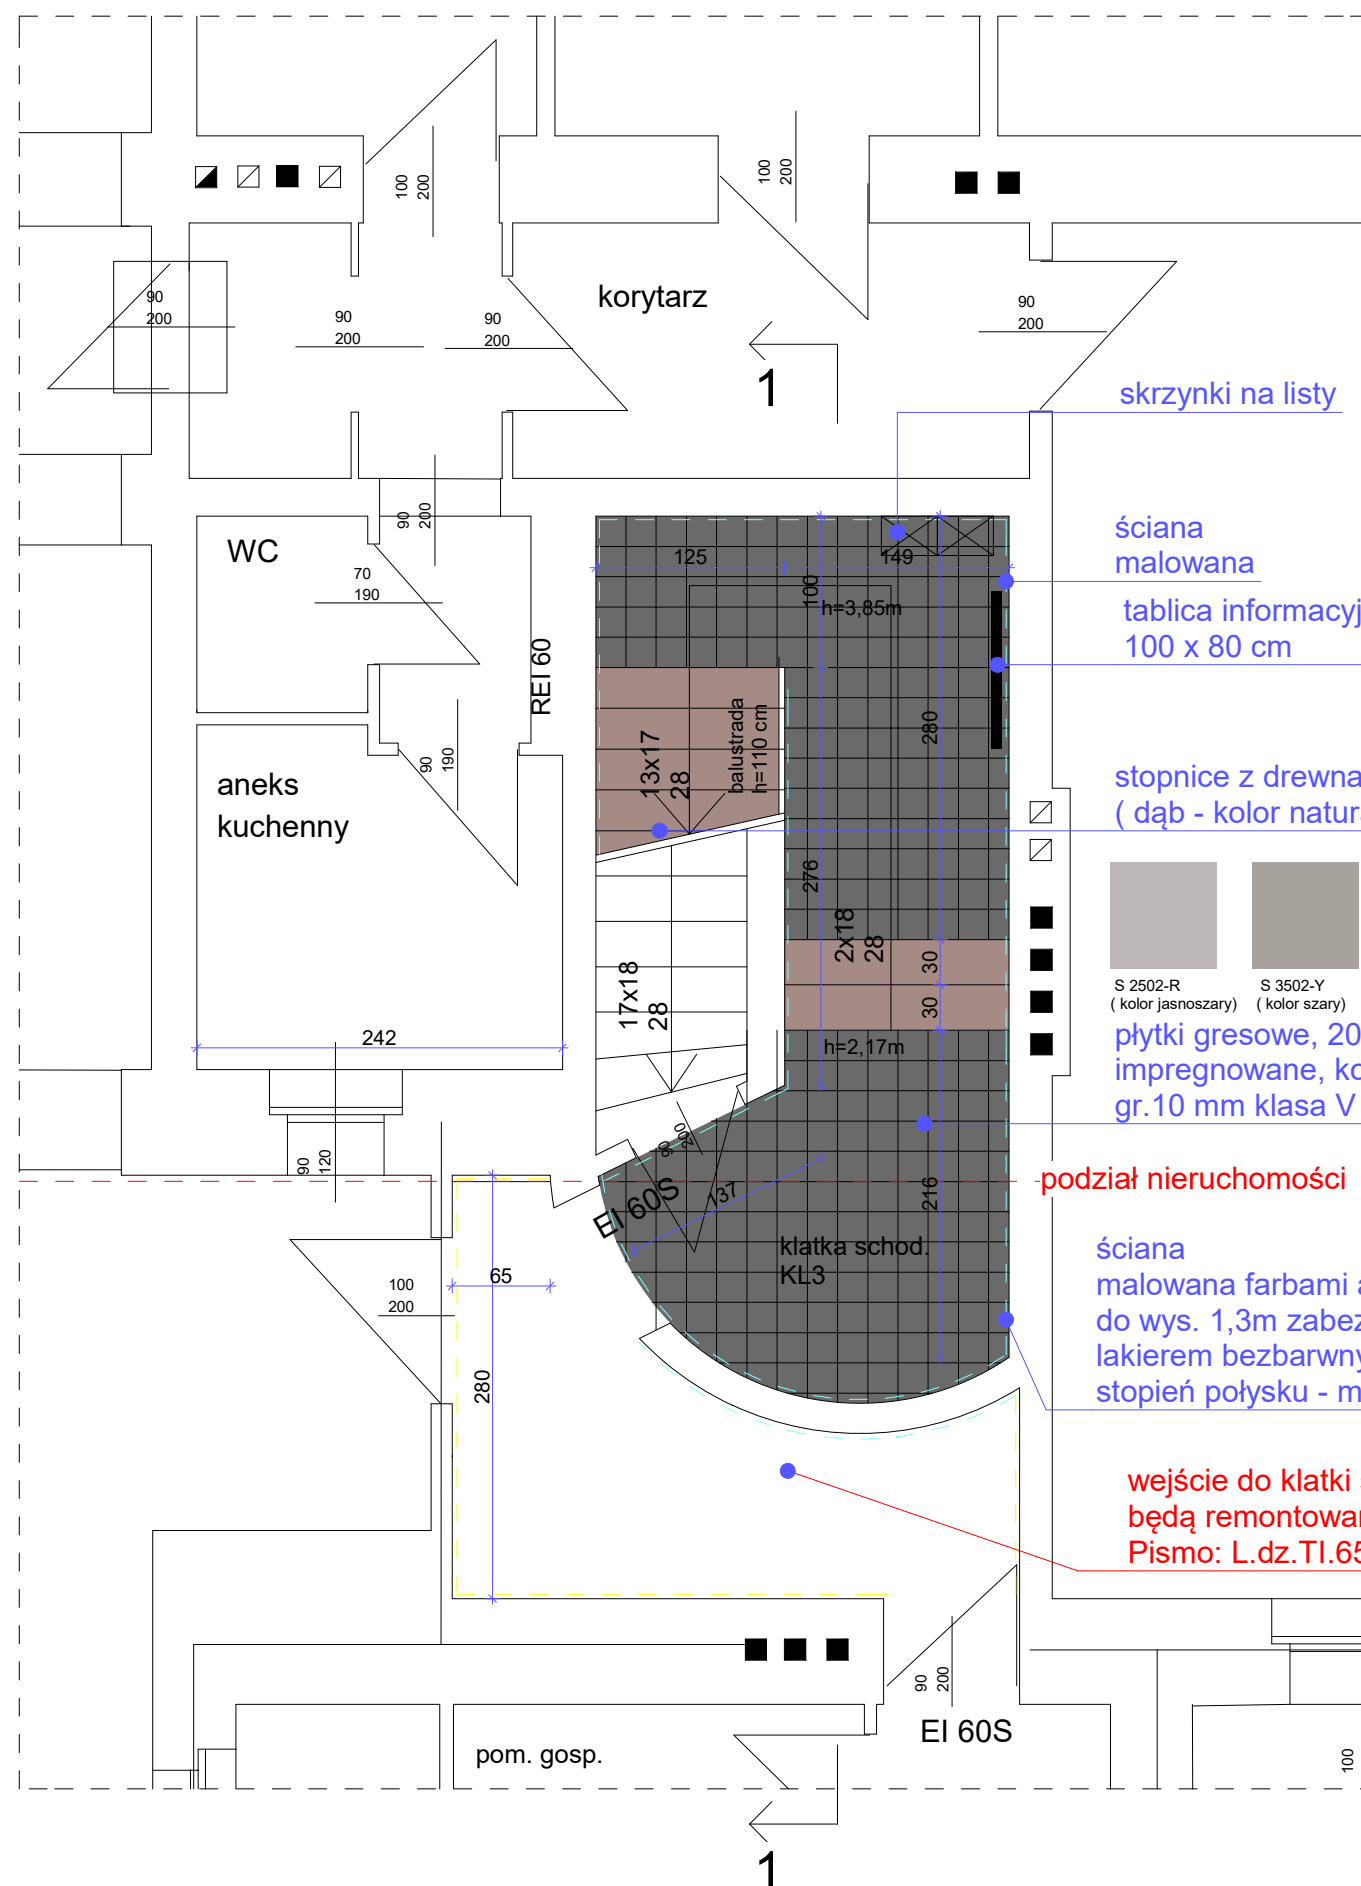 100
200
100
200
korytarz
90
200
90
200
90
200
90
200
1
skrzynki na listy
90
200
WC
70
190
REI 60
125
149
100
h=3,85m
ściana
malowana
tablica informacyj
100 x 80 cm
280
balustrada
h=110 cm
13x17
28
90
190
aneks
kuchenny
stopnice z drewna
( dąb - kolor natur
276
2x18
28
30
30
17x18
28
S 2502-R
( kolor jasnoszary)
S 3502-Y
( kolor szary)
242
h=2,17m
płytki gresowe, 20
impregnowane, ko
gr.10 mm klasa V
90
120
90
200
EI 60S
137
216
podział nieruchomości
klatka schod.
KL3
ściana
malowana farbami
do wys. 1,3m zabez
lakierem bezbarwny
stopień połysku - m
65
100
200
280
wejście do klatki
będą remontowa
Pismo: L.dz.TI.65
90
200
EI 60S
pom. gosp.
100
1